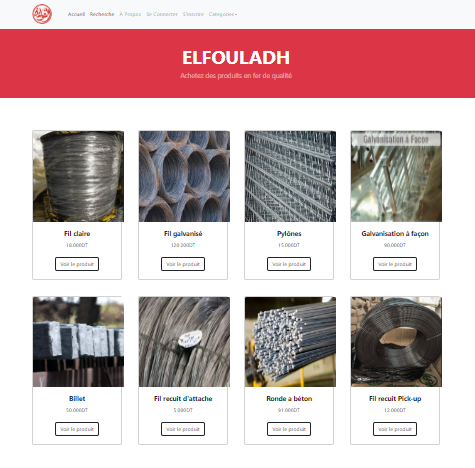 Accueil Recherche A Propos Se Connecter S'inscrire Categories
ELFOULADH
Achetez des produits en fer de qualité
Galvanisation à Façon
Fil claire
Fil galvanisé
Pylônes
Galvanisation à façon
18.000DT
120.200DT
15.000DT
90.000DT
Voir le produit
Voir le produit
Voir le produit
Voir le produit
Billet
Fil recuit d'attache
Ronde a béton
Fil recuit Pick-up
50.000DT
5.000DT
91.000DT
12.000DT
Voir le produit
Voir le produit
Voir le produit
Voir le produit